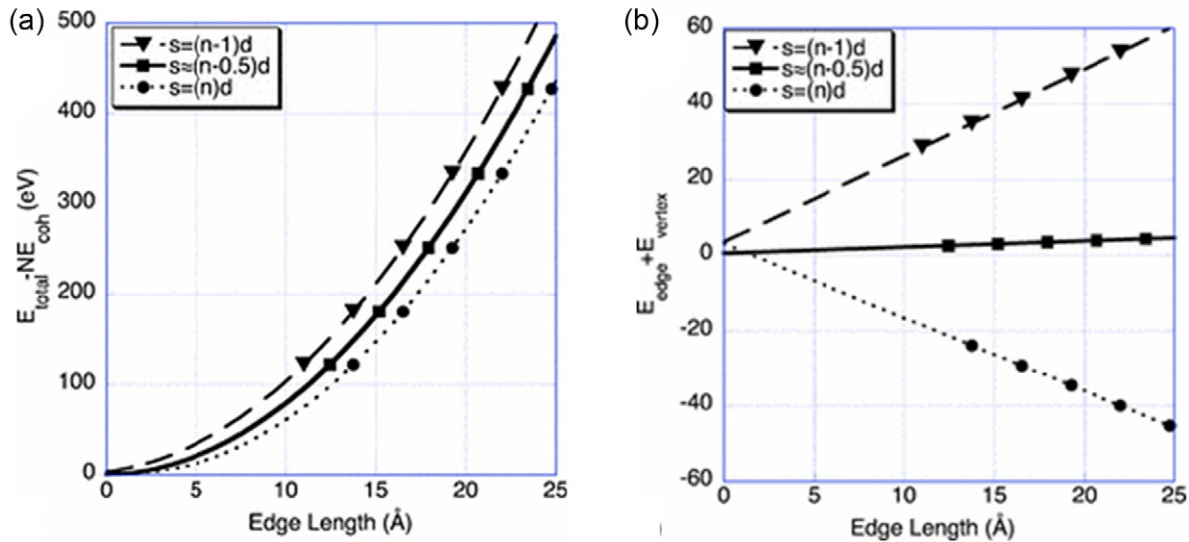 (a)
500
400
300
200
100
0
E_total-NE_coh (eV)
s=(n-1)d
s≈(n-0.5)d
s=(n)d
0 5 10 15 20 25
Edge Length (Å)
(b)
60
40
20
0
-20
-40
-60
E_edge+E_vertex
s=(n-1)d
s≈(n-0.5)d
s=(n)d
0 5 10 15 20 25
Edge Length (Å)